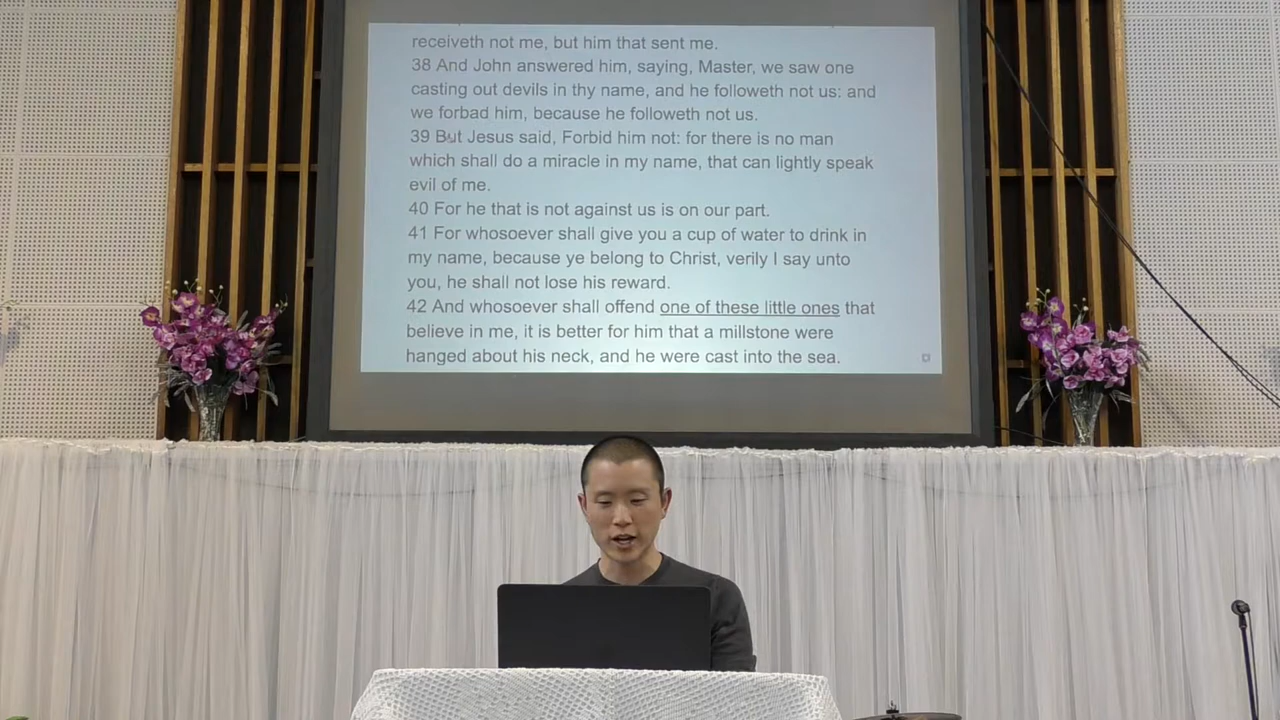 receiveth not me, but him that sent me.
38 And John answered him, saying, Master, we saw one
casting out devils in thy name, and he followeth not us: and
we forbad him, because he followeth not us.
39 But Jesus said, Forbid him not: for there is no man
which shall do a miracle in my name, that can lightly speak
evil of me.
40 For he that is not against us is on our part.
41 For whosoever shall give you a cup of water to drink in
my name, because ye belong to Christ, verily I say unto
you, he shall not lose his reward.
42 And whosoever shall offend one of these little ones that
believe in me, it is better for him that a millstone were
hanged about his neck, and he were cast into the sea.